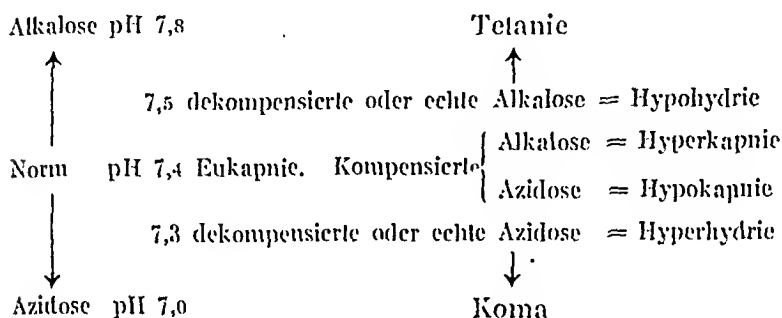 Alkalose pH 7,8 Tetanie
7,5 dekompensierte oder echte Alkalose = Hypohydrie
Alkalose = Hyperkapnie
Norm pH 7,4 Eukapnie. Kompensierte
Azidose = Hypokapnie
7,3 dekompensierte oder echte Azidose = Hyperhydrie
Azidose pH 7,0 Koma